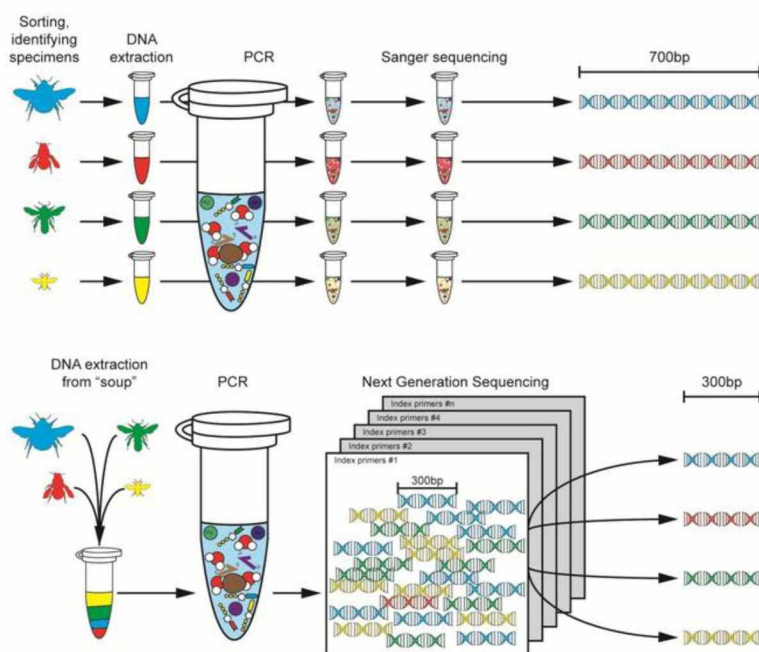 Sorting,
identifying
specimens
DNA
extraction
PCR
Sanger sequencing
700bp
DNA extraction
from “soup”
PCR
Next Generation Sequencing
300bp
Index primers #n
Index primers #4
Index primers #3
Index primers #2
Index primers #1
300bp